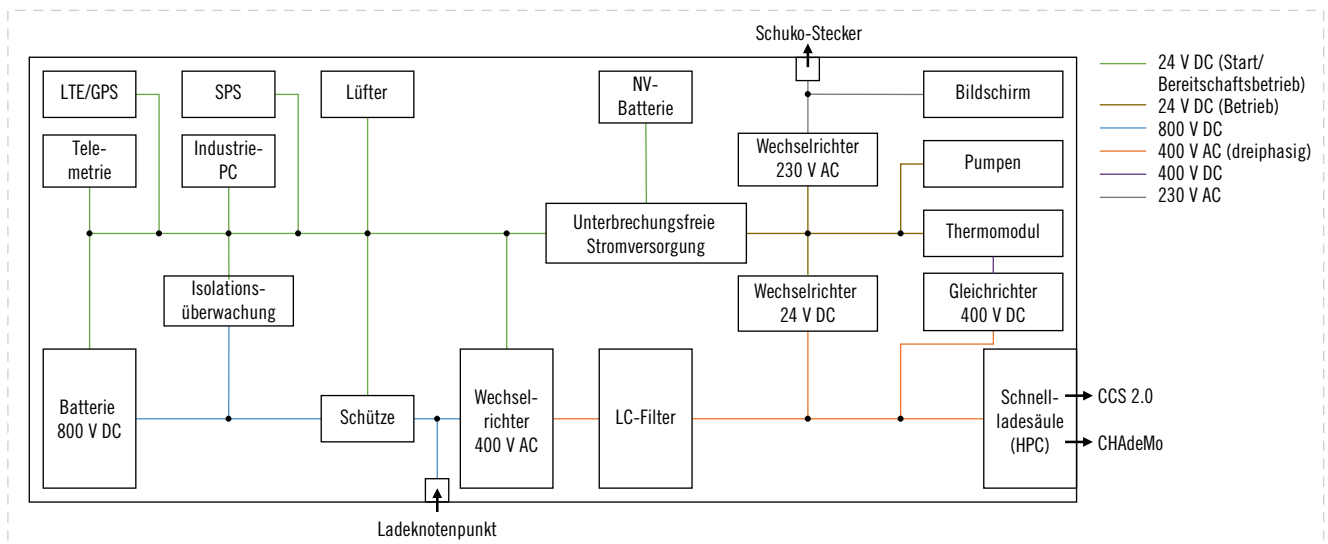 Schuko-Stecker
LTE/GPS
SPS
Lüfter
NV-
Batterie
Bildschirm
Tele-
metrie
Industrie-
PC
Wechselrichter
230 V AC
Pumpen
Unterbrechungsfreie
Stromversorgung
Thermomodul
Isolations-
überwachung
Wechselrichter
24 V DC
Gleichrichter
400 V DC
Batterie
800 V DC
Schütze
Wechsel-
richter
400 V AC
LC-Filter
Schnell-
ladesäule
(HPC)
CCS 2.0
CHAdeMo
Ladeknotenpunkt
24 V DC (Start/
Bereitschaftsbetrieb)
24 V DC (Betrieb)
800 V DC
400 V AC (dreiphasig)
400 V DC
230 V AC